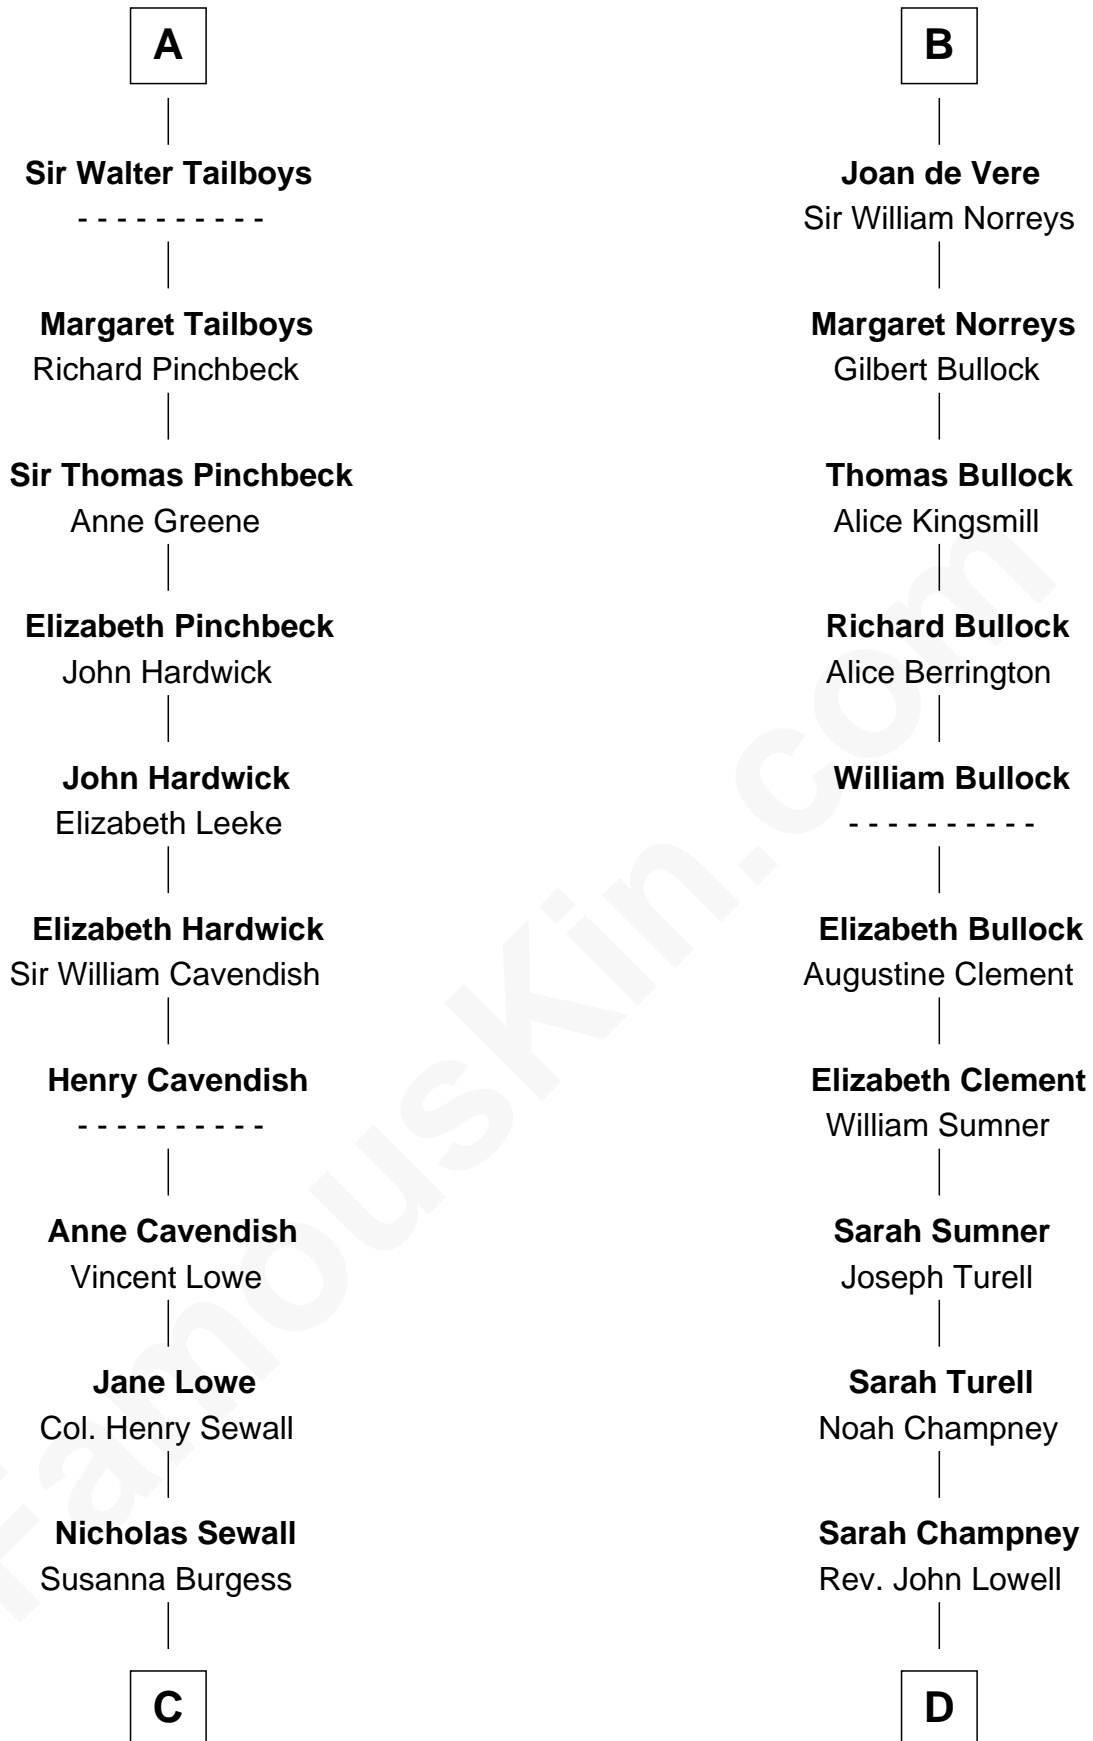 A
Sir Walter Tailboys
- - - - - - - - - -
Margaret Tailboys
Richard Pinchbeck
Sir Thomas Pinchbeck
Anne Greene
Elizabeth Pinchbeck
John Hardwick
John Hardwick
Elizabeth Leeke
Elizabeth Hardwick
Sir William Cavendish
Henry Cavendish
- - - - - - - - - -
Anne Cavendish
Vincent Lowe
Jane Lowe
Col. Henry Sewall
Nicholas Sewall
Susanna Burgess
C
B
Joan de Vere
Sir William Norreys
Margaret Norreys
Gilbert Bullock
Thomas Bullock
Alice Kingsmill
Richard Bullock
Alice Berrington
William Bullock
- - - - - - - - - -
Elizabeth Bullock
Augustine Clement
Elizabeth Clement
William Sumner
Sarah Sumner
Joseph Turell
Sarah Turell
Noah Champney
Sarah Champney
Rev. John Lowell
D
FamousKin.com